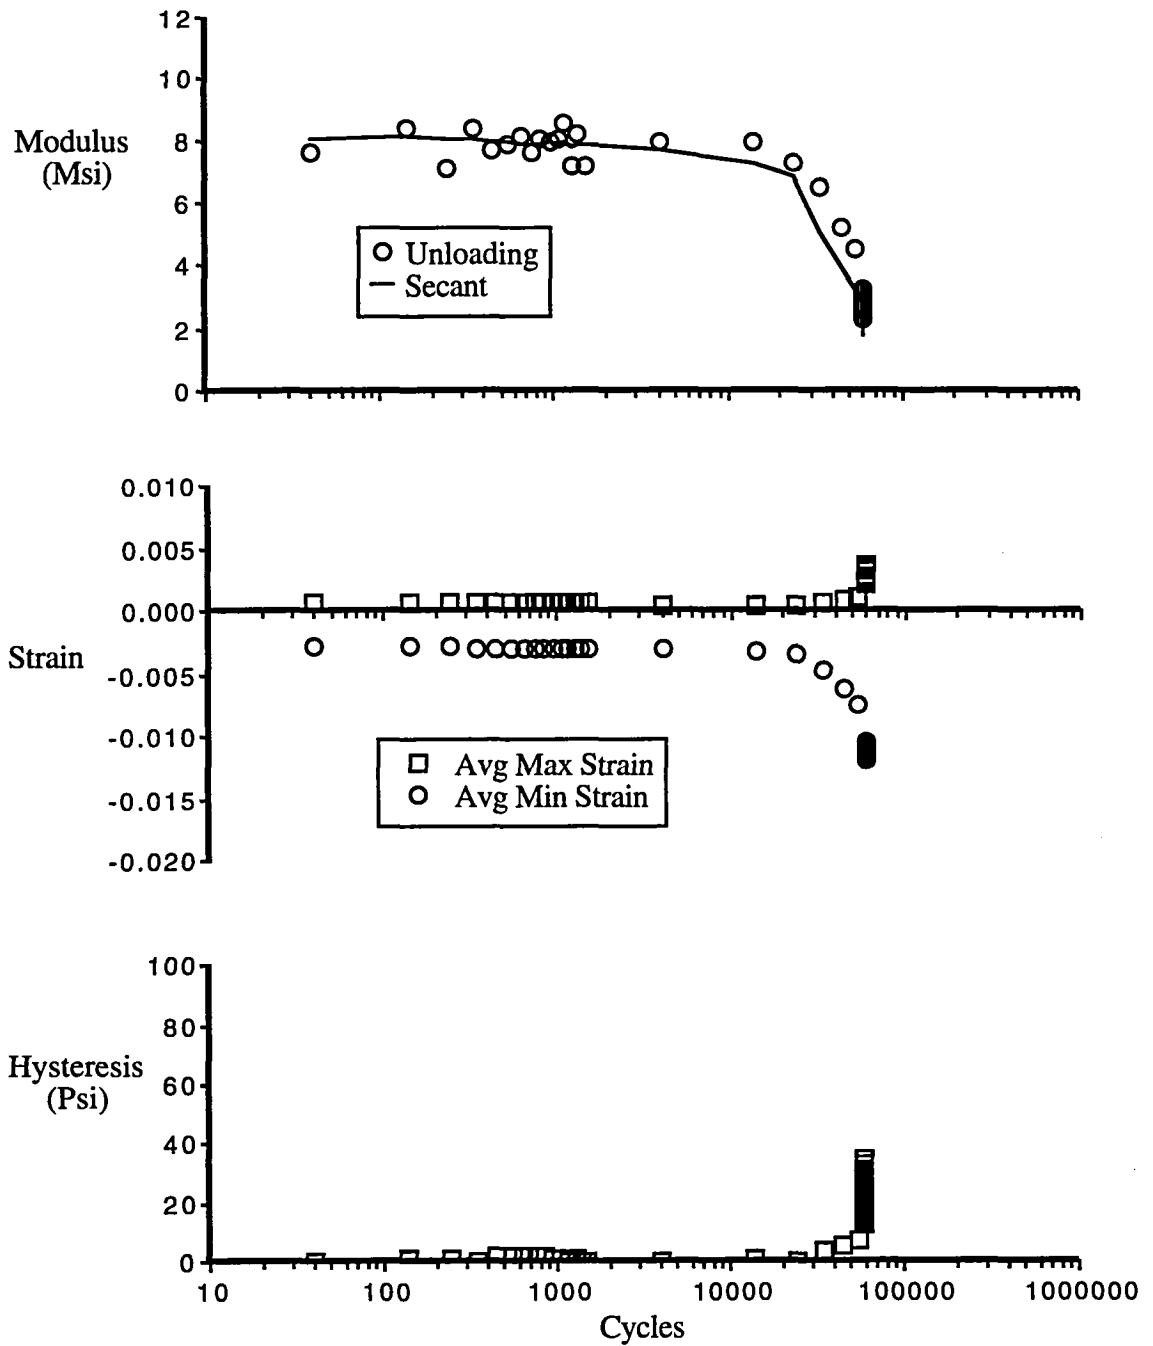 12
10
Modulus
(Msi)
8
6
4
2
0
Unloading
Secant
0.010
0.005
0.000
Strain
-0.005
-0.010
-0.015
-0.020
Avg Max Strain
Avg Min Strain
100
80
Hysteresis
(Psi)
60
40
20
0
10 100 1000 10000 100000 1000000
Cycles